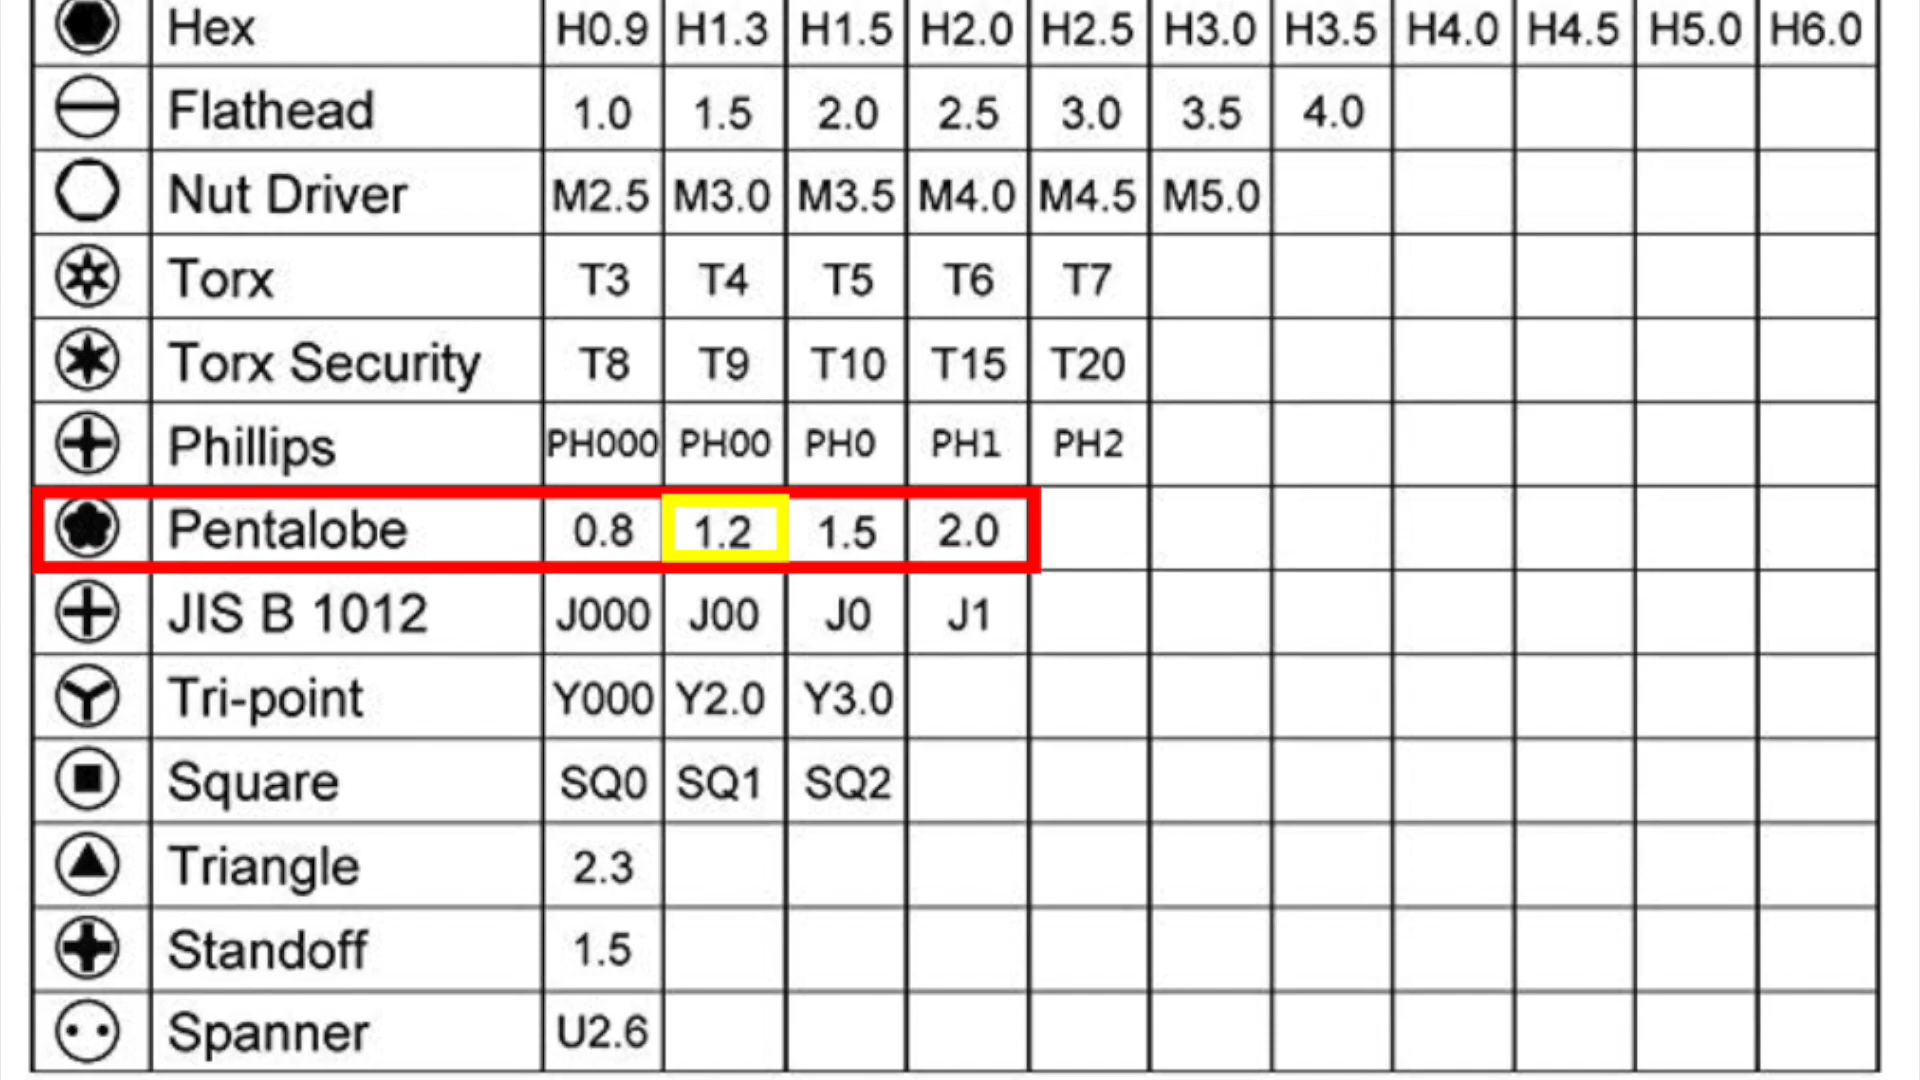 Hex H0.9 H1.3 H1.5 H2.0 H2.5 H3.0 H3.5 H4.0 H4.5 H5.0 H6.0
Flathead 1.0 1.5 2.0 2.5 3.0 3.5 4.0
Nut Driver M2.5 M3.0 M3.5 M4.0 M4.5 M5.0
Torx T3 T4 T5 T6 T7
Torx Security T8 T9 T10 T15 T20
Phillips PH000 PH00 PH0 PH1 PH2
Pentalobe 0.8 1.2 1.5 2.0
JIS B 1012 J000 J00 J0 J1
Tri-point Y000 Y2.0 Y3.0
Square SQ0 SQ1 SQ2
Triangle 2.3
Standoff 1.5
Spanner U2.6